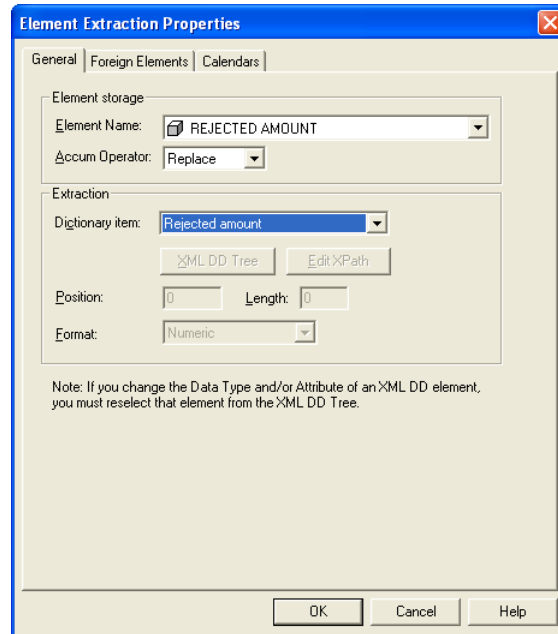 Element Extraction Properties
General Foreign Elements Calendars
Element storage
Element Name: REJECTED AMOUNT
Accum Operator: Replace
Extraction
Dictionary item: Rejected amount
XML DD Tree Edit XPath
Position: 0 Length: 0
Format: Numeric
Note: If you change the Data Type and/or Attribute of an XML DD element,
you must reselect that element from the XML DD Tree.
OK Cancel Help